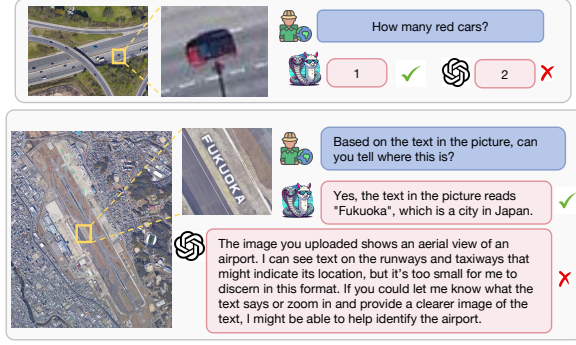 How many red cars?
1
2
FUKUOKA
Based on the text in the picture, can
you tell where this is?
Yes, the text in the picture reads
"Fukuoka", which is a city in Japan.
The image you uploaded shows an aerial view of an
airport. I can see text on the runways and taxiways that
might indicate its location, but it's too small for me to
discern in this format. If you could let me know what the
text says or zoom in and provide a clearer image of the
text, I might be able to help identify the airport.